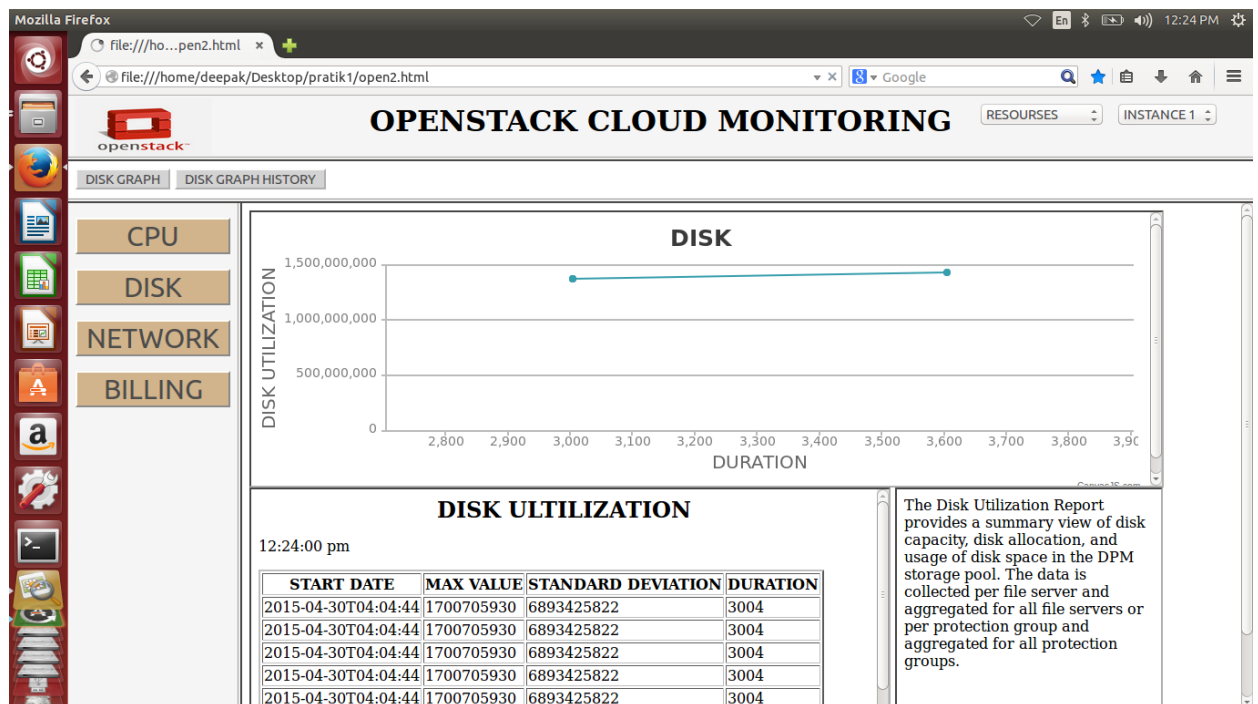 Mozilla Firefox
En
12:24 PM
file:///ho...pen2.html
file:///home/deepak/Desktop/pratik1/open2.html
Google
openstack
OPENSTACK CLOUD MONITORING
RESOURSES
INSTANCE 1
DISK GRAPH
DISK GRAPH HISTORY
CPU
DISK
NETWORK
BILLING
DISK
DISK UTILIZATION
1,500,000,000
1,000,000,000
500,000,000
0
2,800 2,900 3,000 3,100 3,200 3,300 3,400 3,500 3,600 3,700 3,800 3,90
DURATION
CanvasJS.com
DISK ULTILIZATION
12:24:00 pm
START DATE MAX VALUE STANDARD DEVIATION DURATION
2015-04-30T04:04:44 1700705930 6893425822 3004
2015-04-30T04:04:44 1700705930 6893425822 3004
2015-04-30T04:04:44 1700705930 6893425822 3004
2015-04-30T04:04:44 1700705930 6893425822 3004
2015-04-30T04:04:44 1700705930 6893425822 3004
The Disk Utilization Report
provides a summary view of disk
capacity, disk allocation, and
usage of disk space in the DPM
storage pool. The data is
collected per file server and
aggregated for all file servers or
per protection group and
aggregated for all protection
groups.